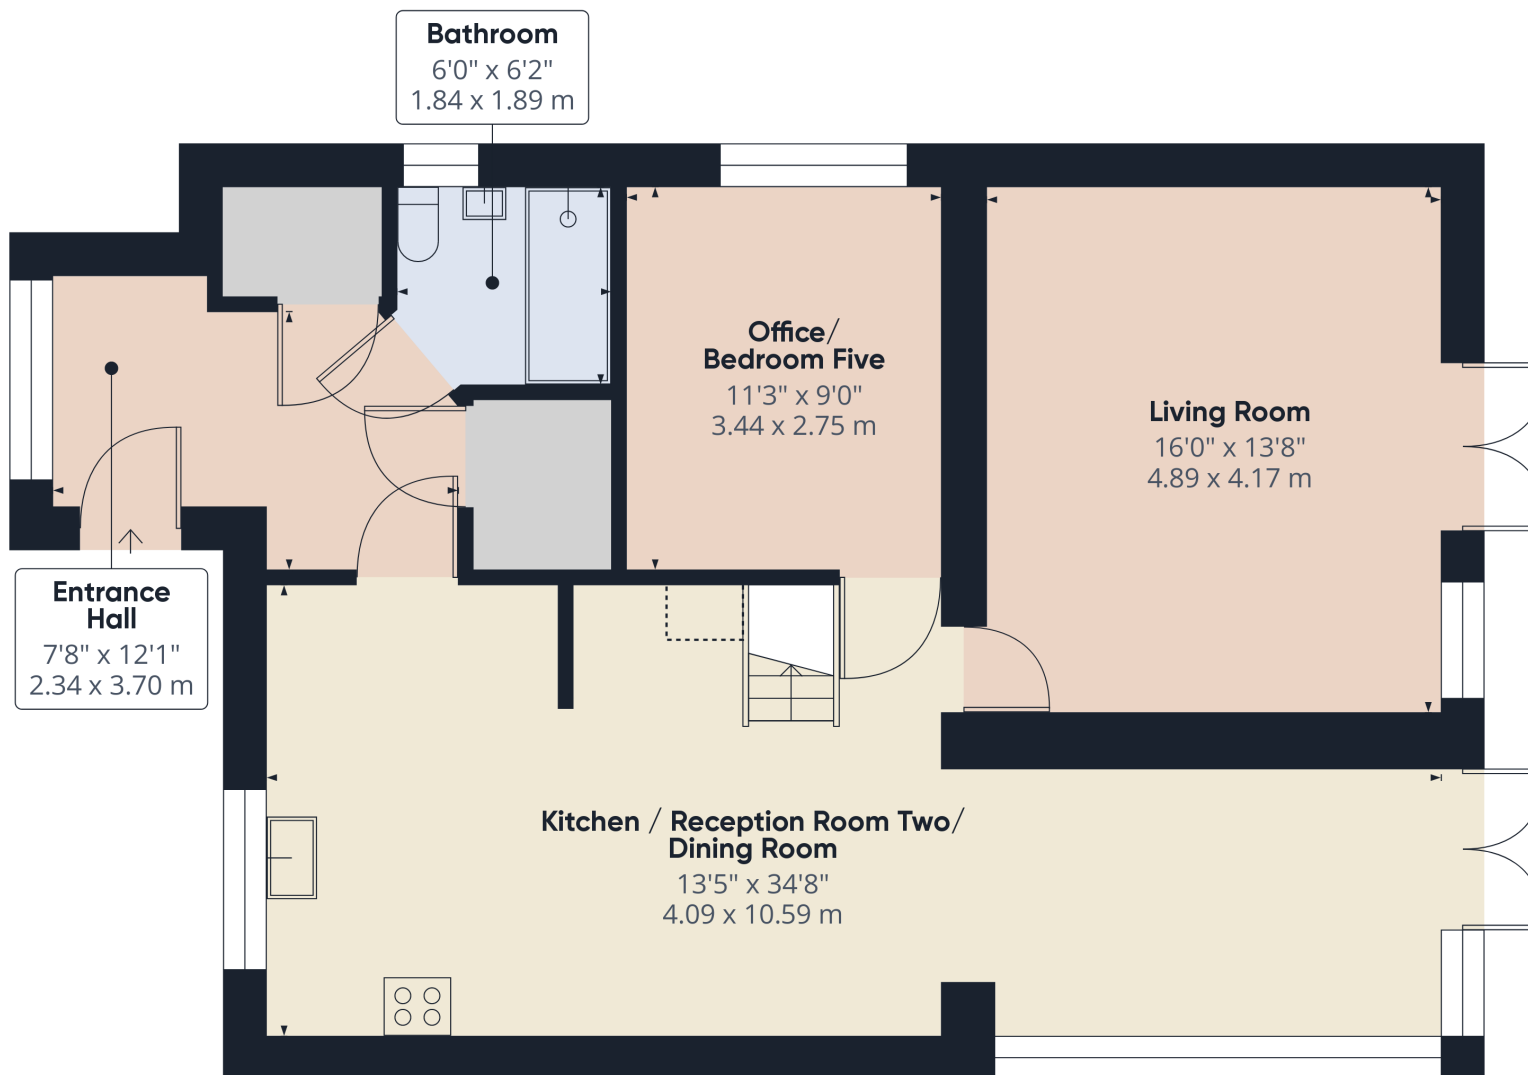 Bathroom
6'0" x 6'2"
1.84 x 1.89 m
Office/
Bedroom Five
11'3" x 9'0"
3.44 x 2.75 m
Living Room
16'0" x 13'8"
4.89 x 4.17 m
Entrance
Hall
7'8" x 12'1"
2.34 x 3.70 m
Kitchen / Reception Room Two/
Dining Room
13'5" x 34'8"
4.09 x 10.59 m